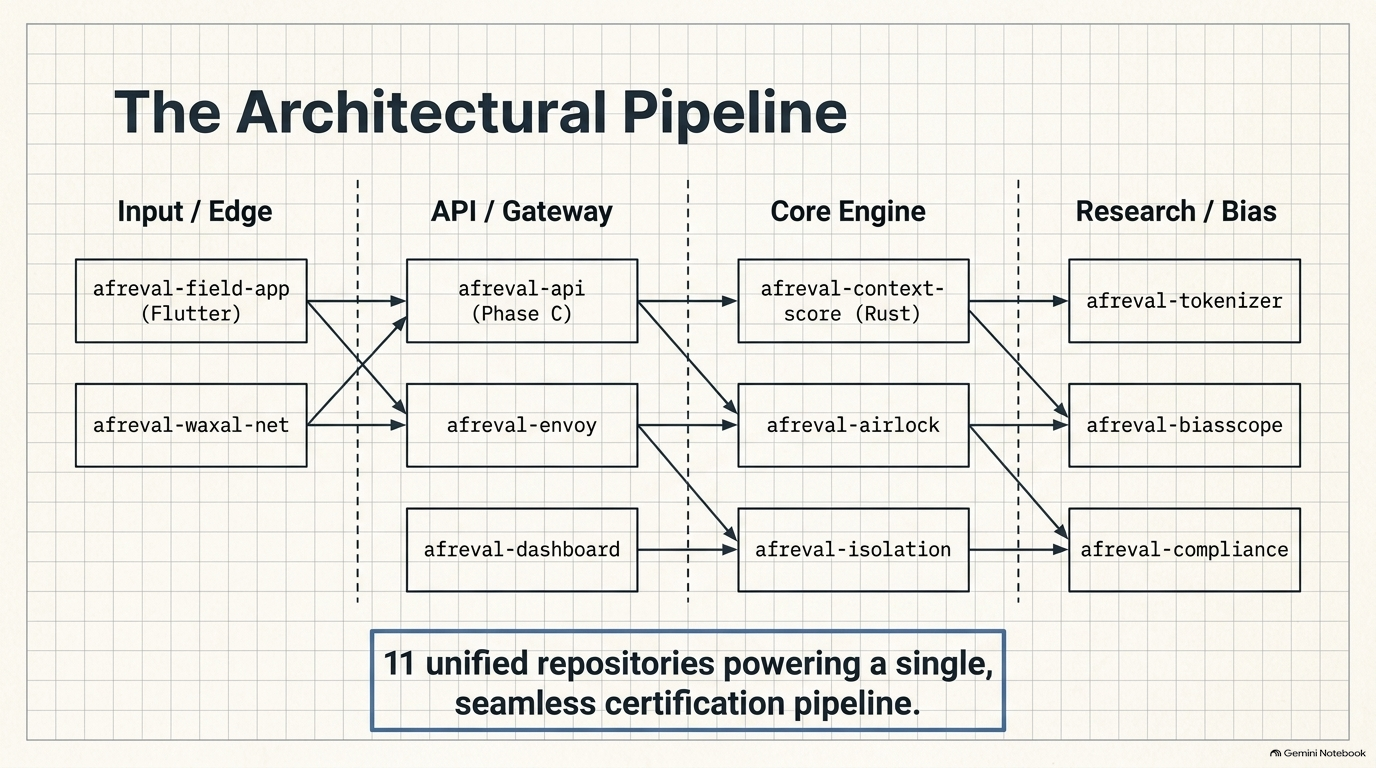 The Architectural Pipeline
Input / Edge
API / Gateway
Core Engine
Research / Bias
afreval-field-app
(Flutter)
afreval-api
(Phase C)
afreval-context-
score (Rust)
afreval-tokenizer
afreval-waxal-net
afreval-envoy
afreval-airlock
afreval-biasscope
afreval-dashboard
afreval-isolation
afreval-compliance
11 unified repositories powering a single,
seamless certification pipeline.
Gemini Notebook